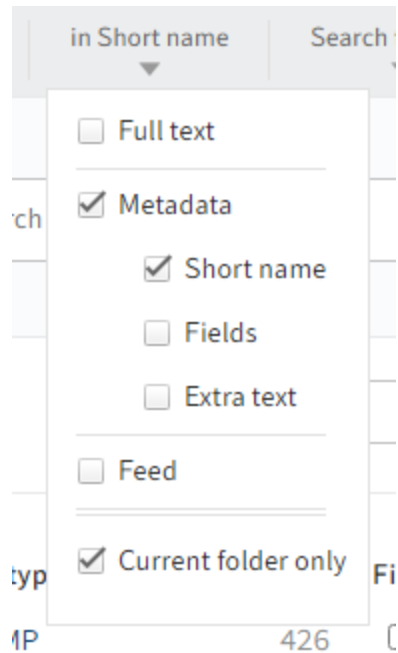 in Short name
Search
Full text
Metadata
rch
Short name
Fields
Extra text
Feed
Current folder only
typ
Fi
MP
426